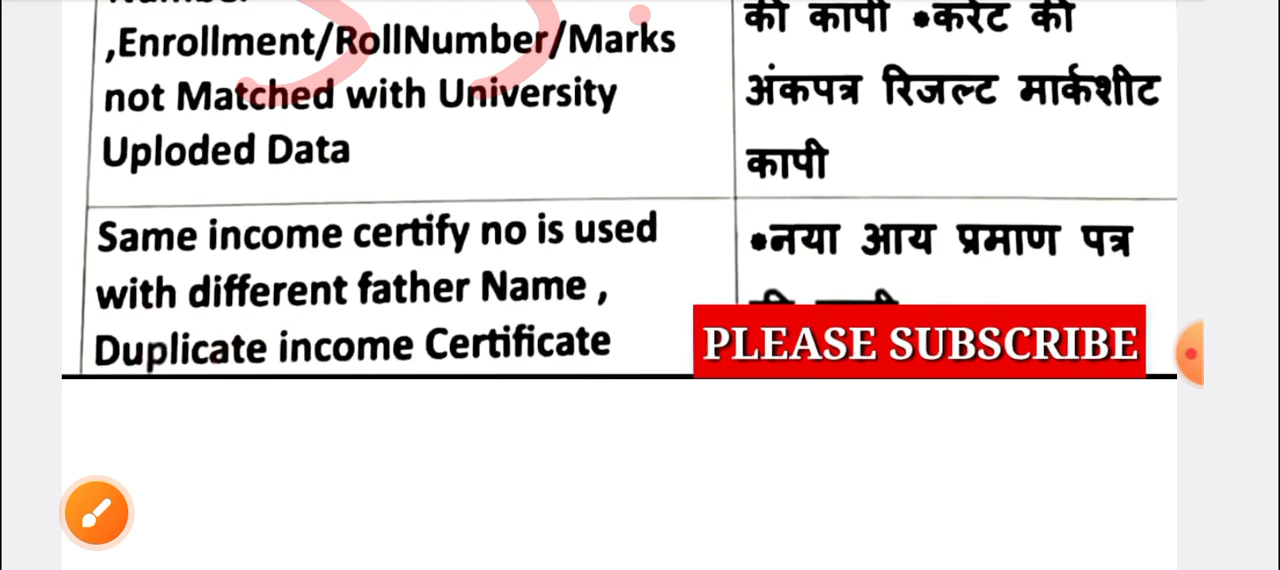 ,Enrollment/RollNumber/Marks
not Matched with University
Uploded Data
की कापी •करेंट की
अंकपत्र रिजल्ट मार्कशीट
कापी
Same income certify no is used
with different father Name ,
Duplicate income Certificate
•नया आय प्रमाण पत्र
PLEASE SUBSCRIBE